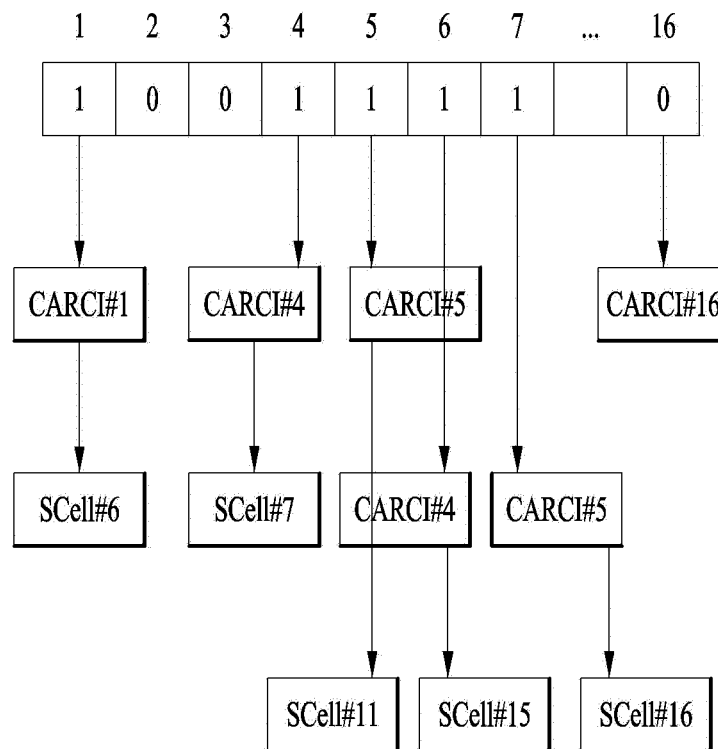 1 2 3 4 5 6 7 ... 16
1 0 0 1 1 1 1 0
CARCI#1 CARCI#4 CARCI#5 CARCI#16
SCell#6 SCell#7 CARCI#4 CARCI#5
SCell#11 SCell#15 SCell#16